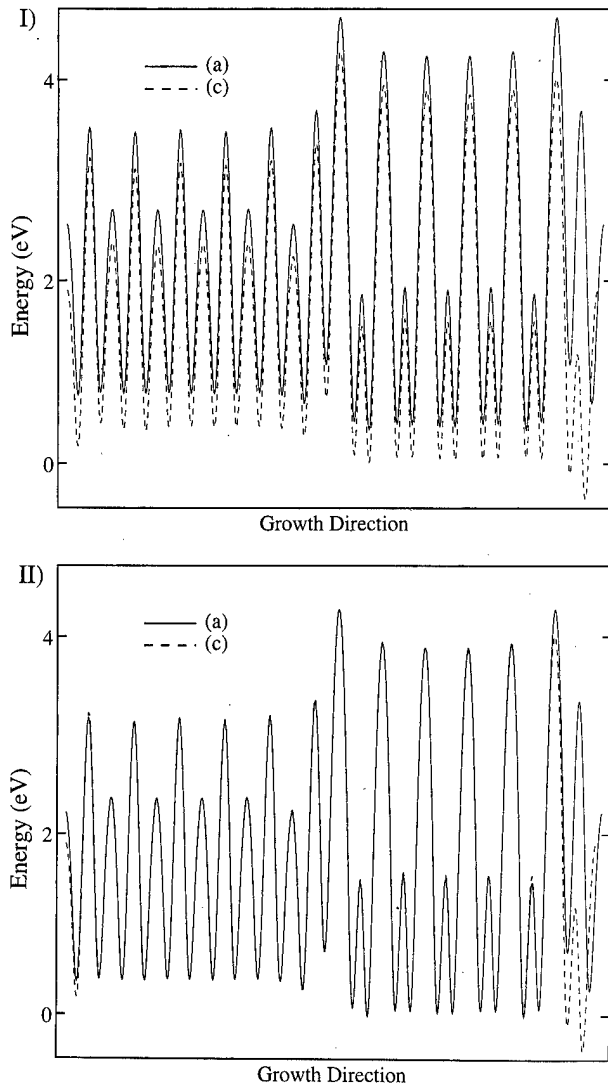 I)
(a)
(c)
4
2
0
Energy (eV)
Growth Direction
II)
(a)
(c)
4
2
0
Energy (eV)
Growth Direction